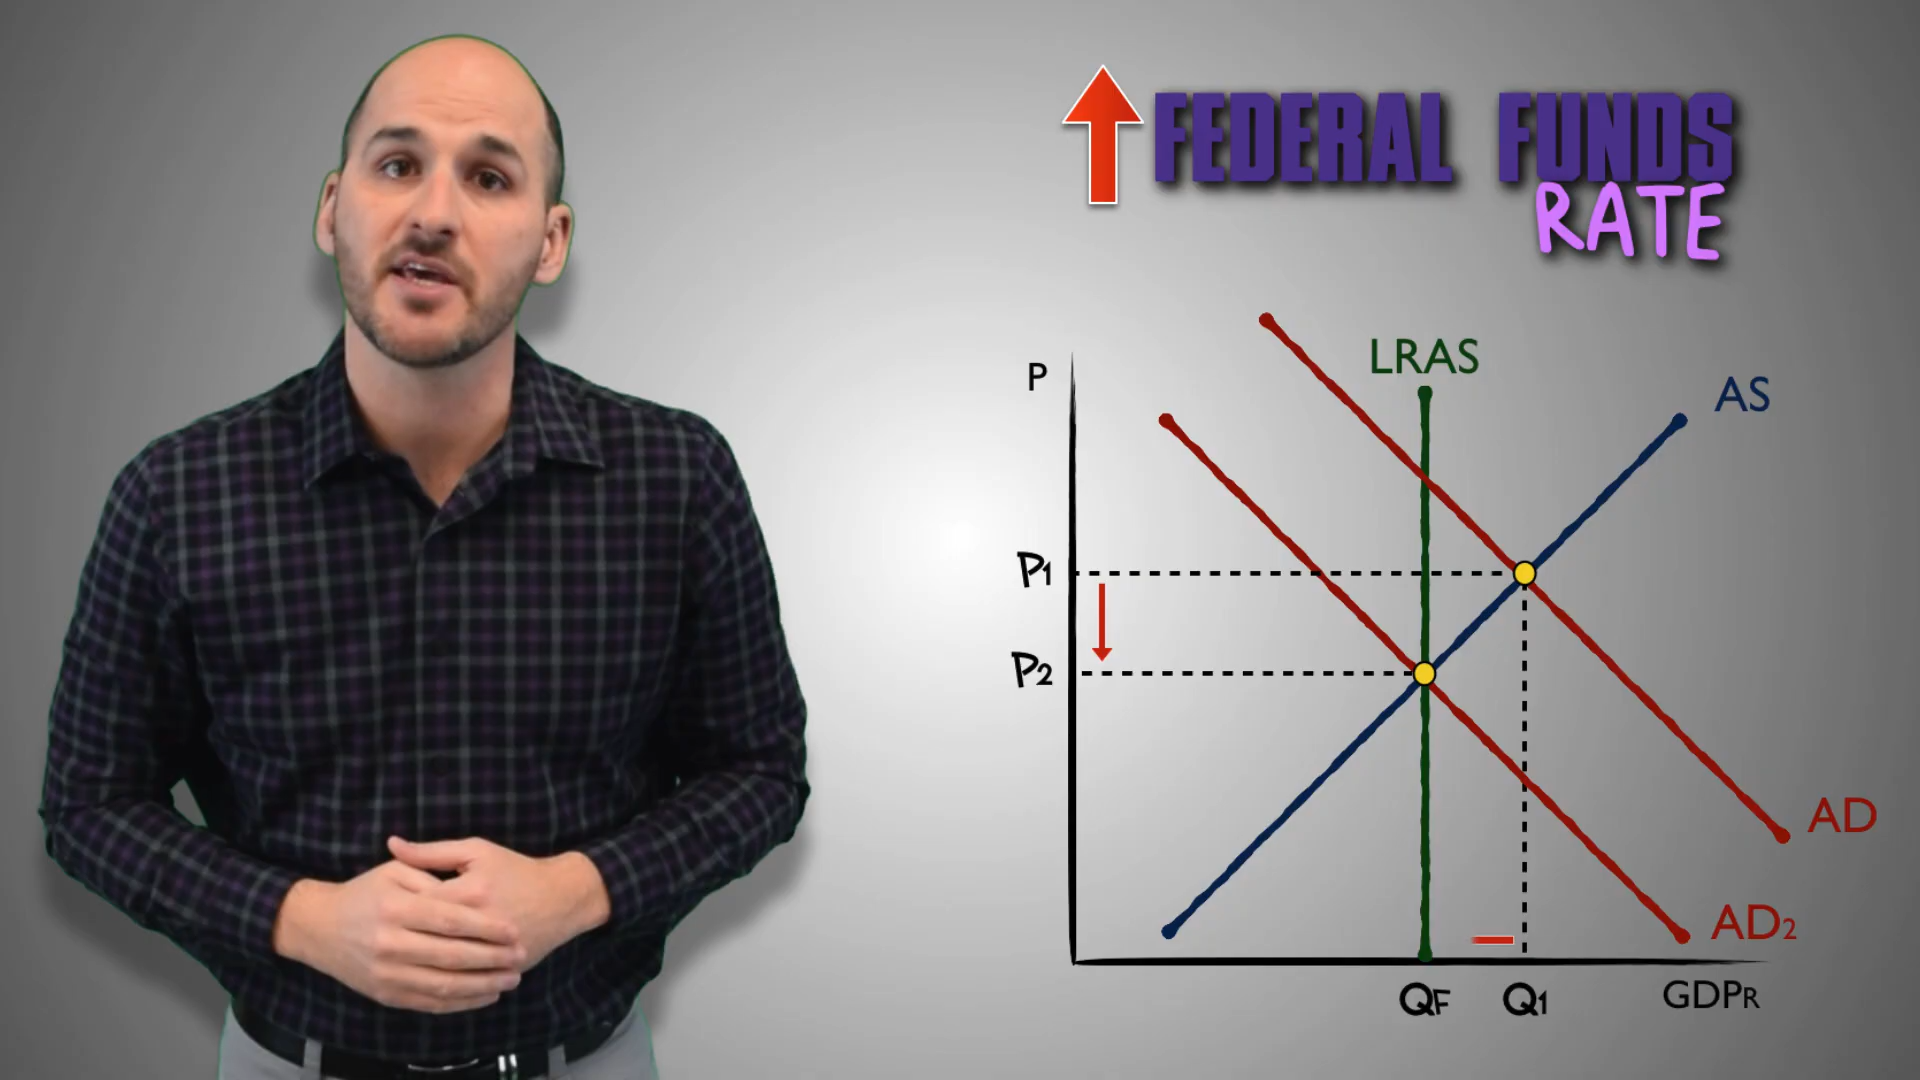 FEDERAL FUNDS
RATE
P
LRAS
AS
P1
P2
AD
AD2
QF
Q1
GDPR